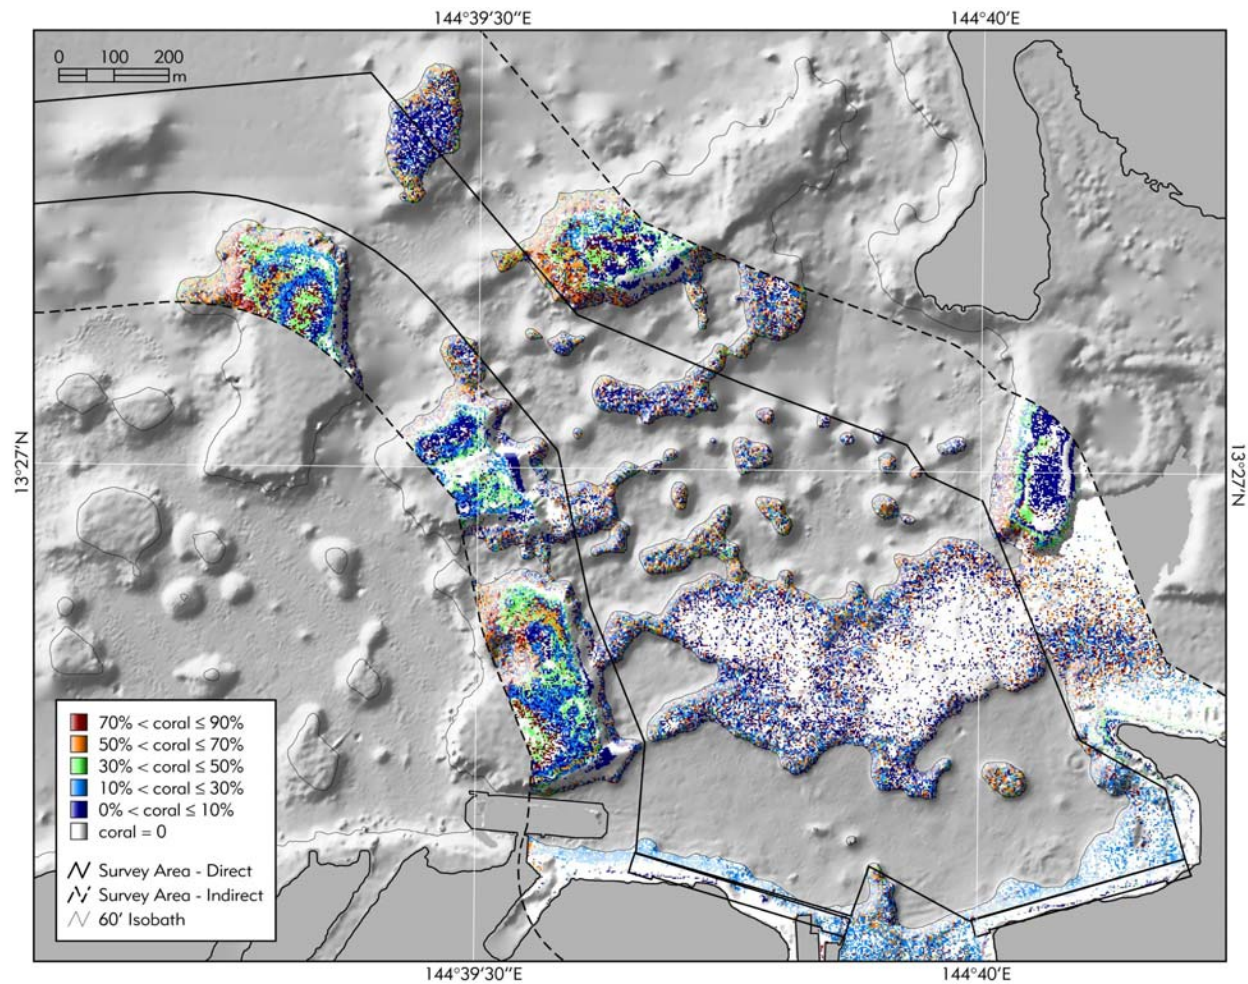 144°39'30"E
144°40'E
0 100 200
m
13°27'N
13°27'N
70% < coral ≤ 90%
50% < coral ≤ 70%
30% < coral ≤ 50%
10% < coral ≤ 30%
0% < coral ≤ 10%
coral = 0
Survey Area - Direct
Survey Area - Indirect
60' Isobath
144°39'30"E
144°40'E